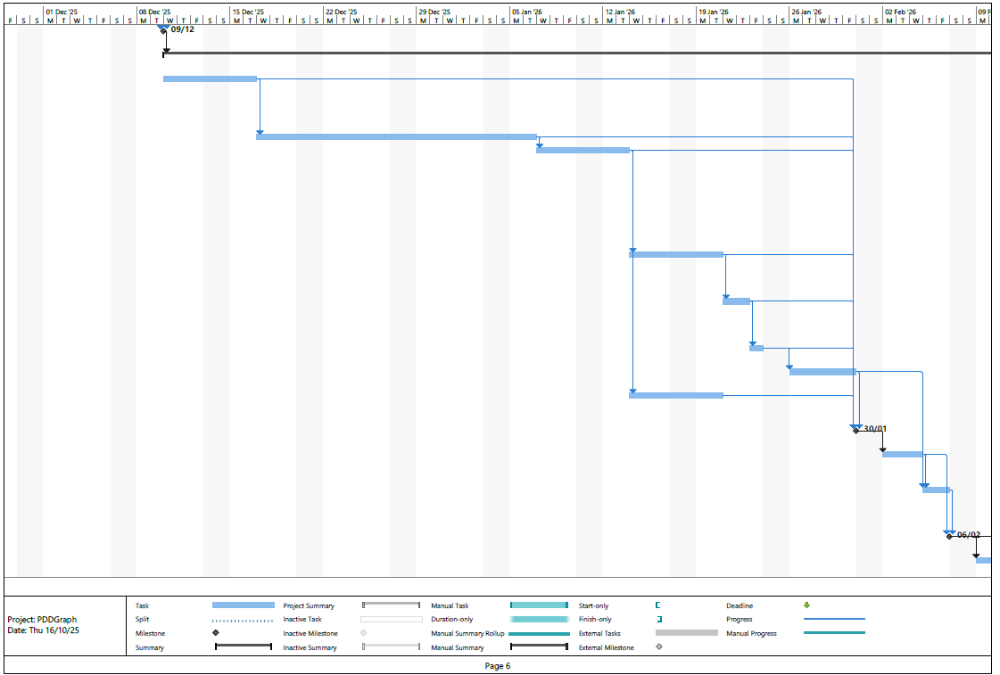 01 Dec '25 08 Dec '25 15 Dec '25 22 Dec '25 29 Dec '25 05 Jan '26 12 Jan '26 19 Jan '26 26 Jan '26 02 Feb '26 09 F
F S S M T W T F S S M T W T F S S M T W T F S S M T W T F S S M T W T F S S M T W T F S S M T W T F S S M T W T F S S M T W T F S S M T W T F S S M
09/12
30/01
06/02
Project: PDDGraph
Date: Thu 16/10/25
Task Project Summary Manual Task Start-only Deadline
Split Inactive Task Duration-only Finish-only Progress
Milestone Inactive Milestone Manual Summary Rollup External Tasks Manual Progress
Summary Inactive Summary Manual Summary External Milestone
Page 6